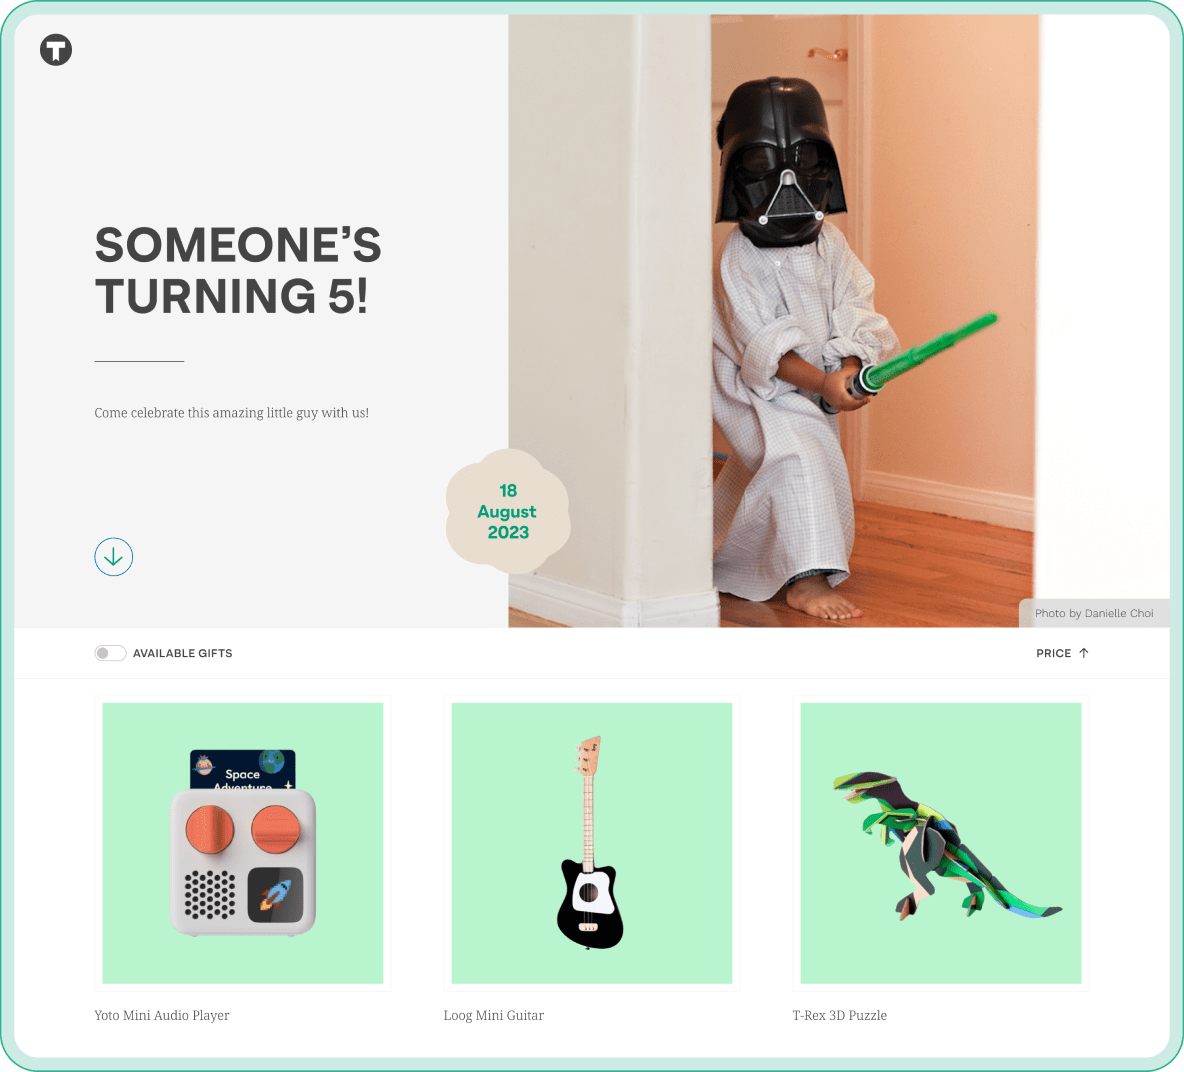 T
SOMEONE’S
TURNING 5!
Come celebrate this amazing little guy with us!
18
August
2023
Photo by Danielle Choi
AVAILABLE GIFTS
PRICE ↑
Space
Adventure
Yoto Mini Audio Player
Loog Mini Guitar
T-Rex 3D Puzzle